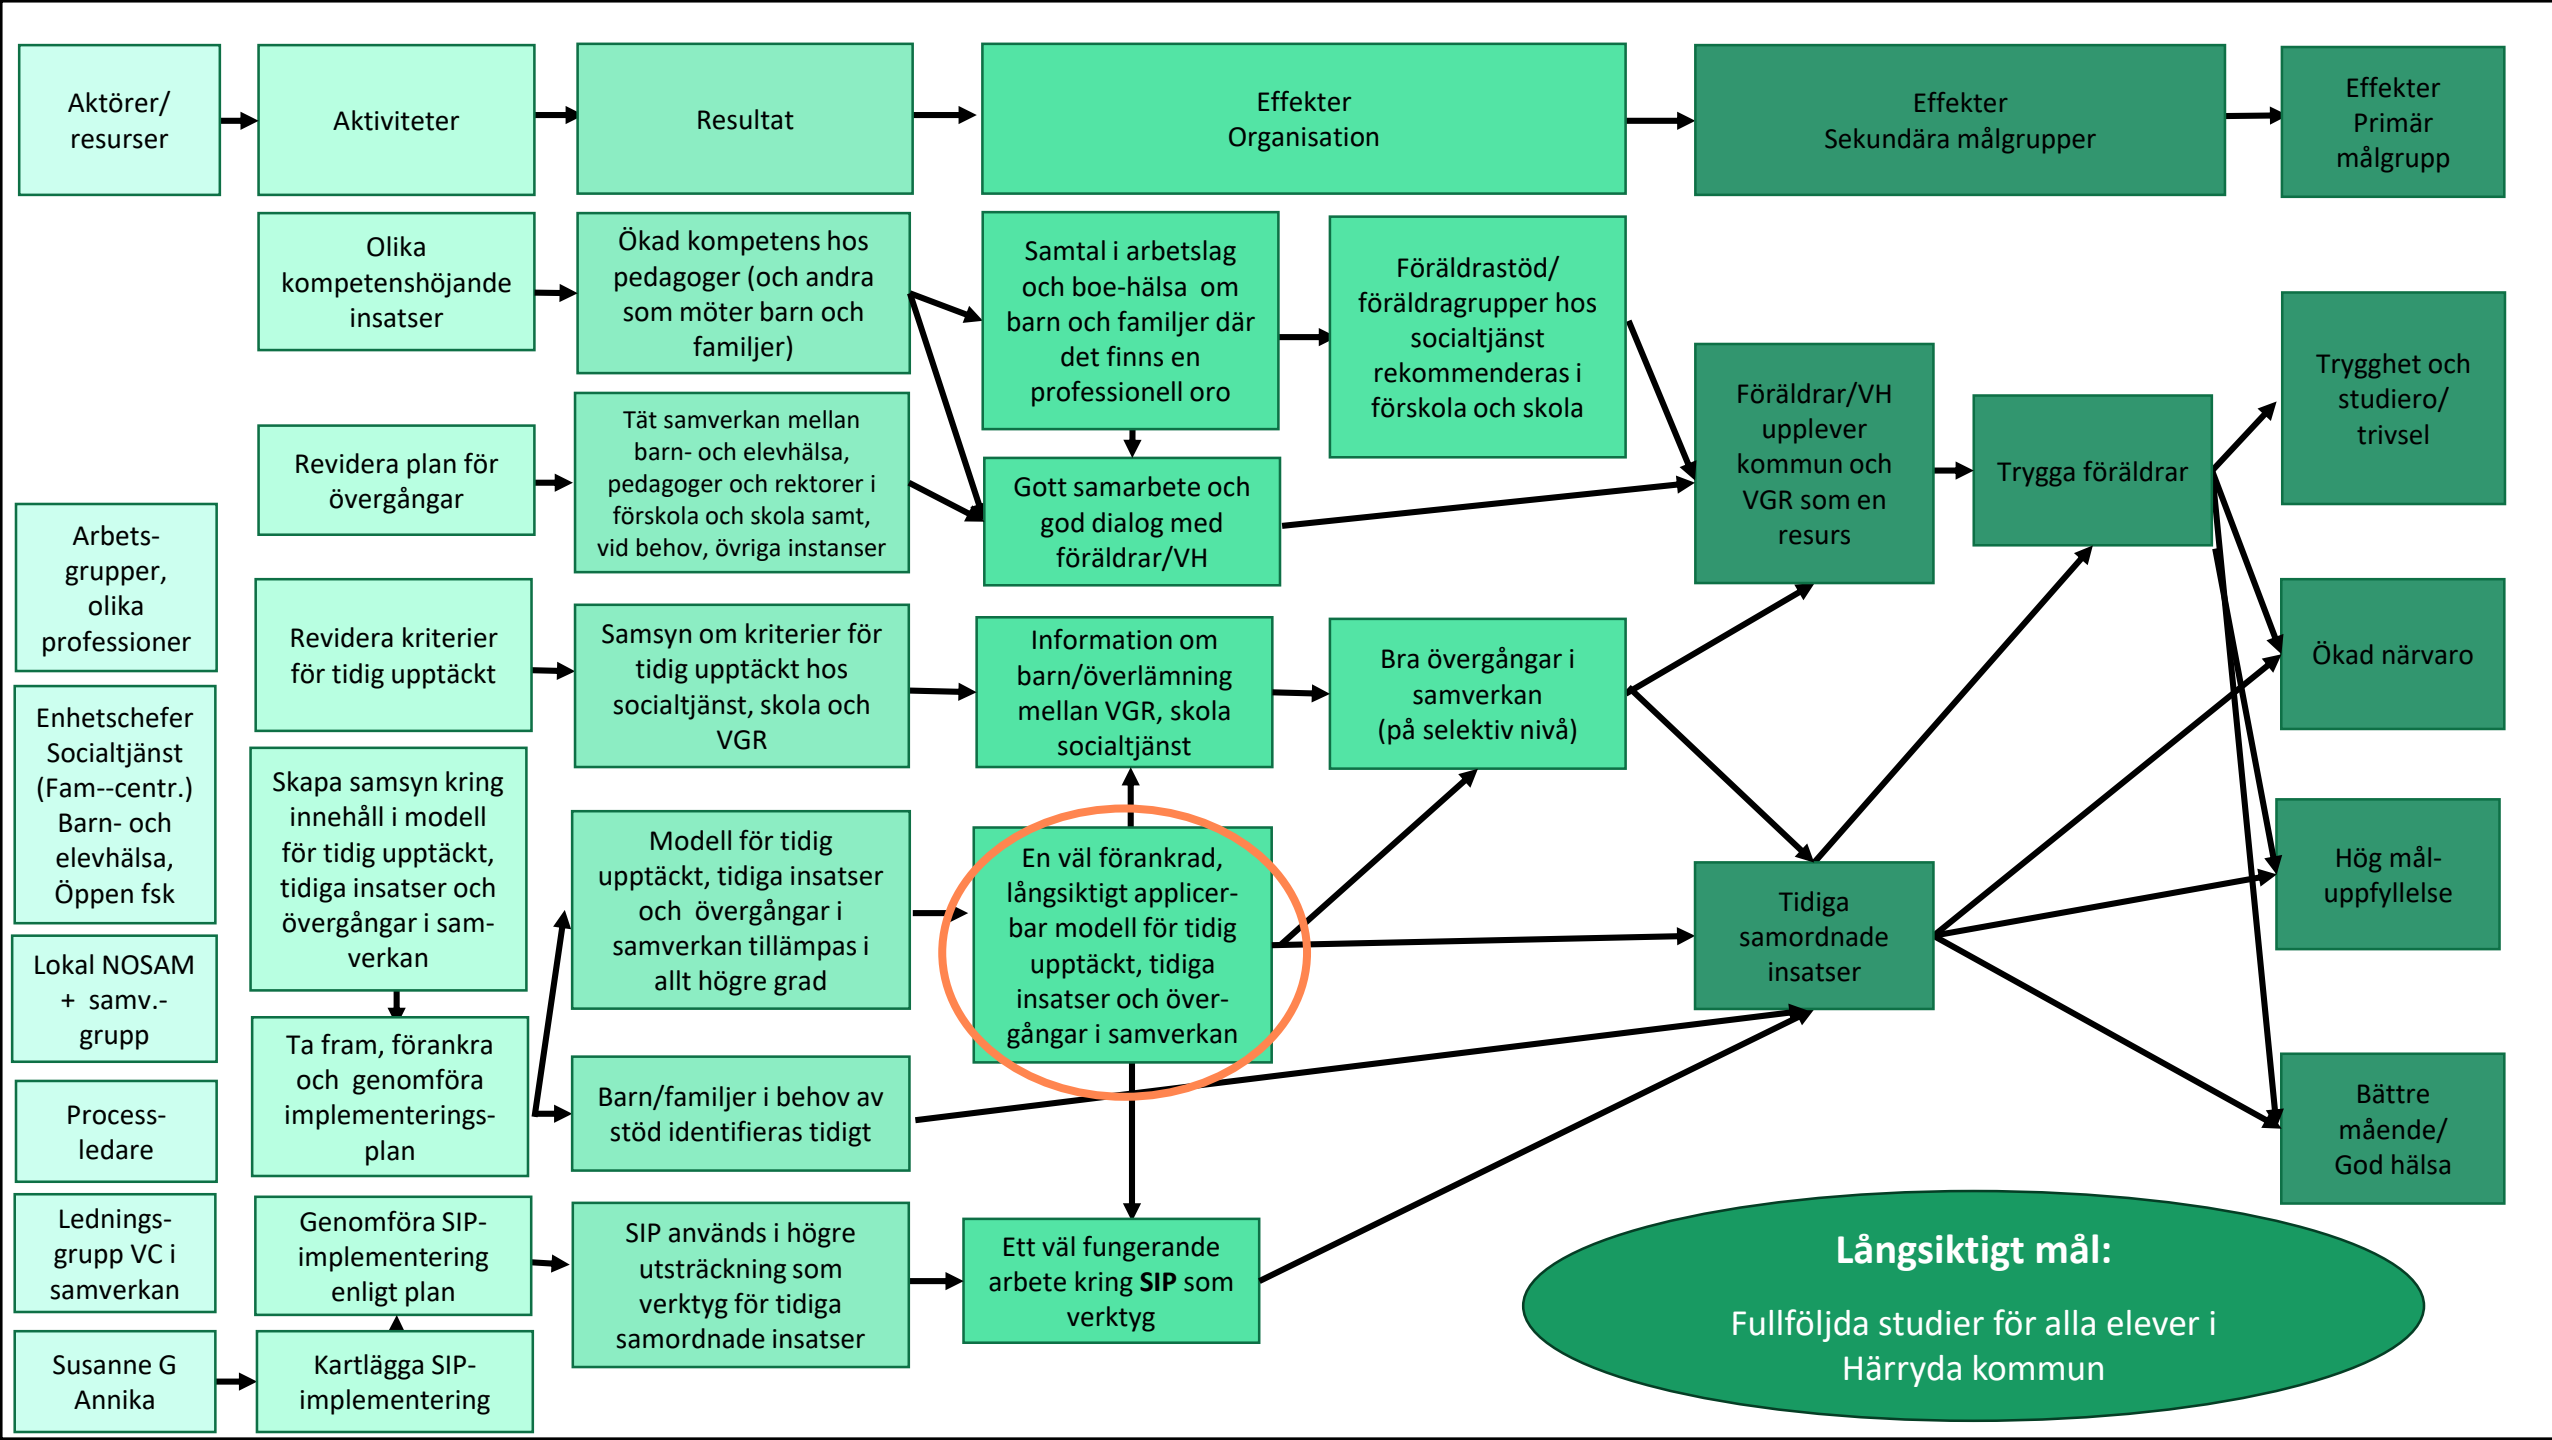 Aktörer/
resurser
Aktiviteter
Resultat
Effekter
Organisation
Effekter
Sekundära målgrupper
Effekter
Primär
målgrupp
Arbets-
grupper,
olika
professioner
Enhetschefer
Socialtjänst
(Fam--centr.)
Barn- och
elevhälsa,
Öppen fsk
Lokal NOSAM
+ samv.-
grupp
Process-
ledare
Lednings-
grupp VC i
samverkan
Susanne G
Annika
Olika
kompetenshöjande
insatser
Revidera plan för
övergångar
Revidera kriterier
för tidig upptäckt
Skapa samsyn kring
innehåll i modell
för tidig upptäckt,
tidiga insatser och
övergångar i sam-
verkan
Ta fram, förankra
och genomföra
implementerings-
plan
Genomföra SIP-
implementering
enligt plan
Kartlägga SIP-
implementering
Ökad kompetens hos
pedagoger (och andra
som möter barn och
familjer)
Tät samverkan mellan
barn- och elevhälsa,
pedagoger och rektorer i
förskola och skola samt,
vid behov, övriga instanser
Samsyn om kriterier för
tidig upptäckt hos
socialtjänst, skola och
VGR
Modell för tidig
upptäckt, tidiga insatser
och övergångar i
samverkan tillämpas i
allt högre grad
Barn/familjer i behov av
stöd identifieras tidigt
SIP används i högre
utsträckning som
verktyg för tidiga
samordnade insatser
Samtal i arbetslag
och boe-hälsa om
barn och familjer där
det finns en
professionell oro
Gott samarbete och
god dialog med
föräldrar/VH
Information om
barn/överlämning
mellan VGR, skola
socialtjänst
En väl förankrad,
långsiktigt applicer-
bar modell för tidig
upptäckt, tidiga
insatser och över-
gångar i samverkan
Ett väl fungerande
arbete kring SIP som
verktyg
Föräldrastöd/
föräldragrupper hos
socialtjänst
rekommenderas i
förskola och skola
Bra övergångar i
samverkan
(på selektiv nivå)
Föräldrar/VH
upplever
kommun och
VGR som en
resurs
Tidiga
samordnade
insatser
Trygga föräldrar
Trygghet och
studiero/
trivsel
Ökad närvaro
Hög mål-
uppfyllelse
Bättre
mående/
God hälsa
Långsiktigt mål:
Fullföljda studier för alla elever i
Härryda kommun